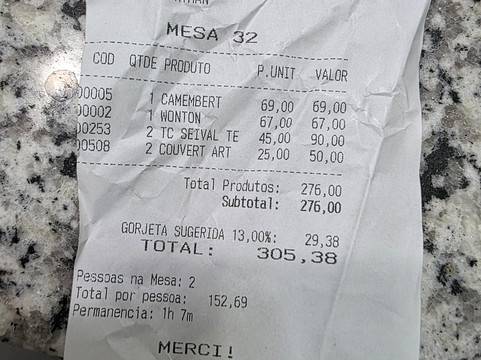 MESA 32
COD QTDE PRODUTO P.UNIT VALOR
00005 1 CAMEMBERT 69,00 69,00
00002 1 WONTON 67,00 67,00
00253 2 TC SEIVAL TE 45,00 90,00
00508 2 COUVERT ART 25,00 50,00
Total Produtos: 276,00
Subtotal: 276,00
GORJETA SUGERIDA 13,00%: 29,38
TOTAL: 305,38
Pessoas na Mesa: 2
Total por pessoa: 152,69
Permanencia: 1h 7m
MERCI!